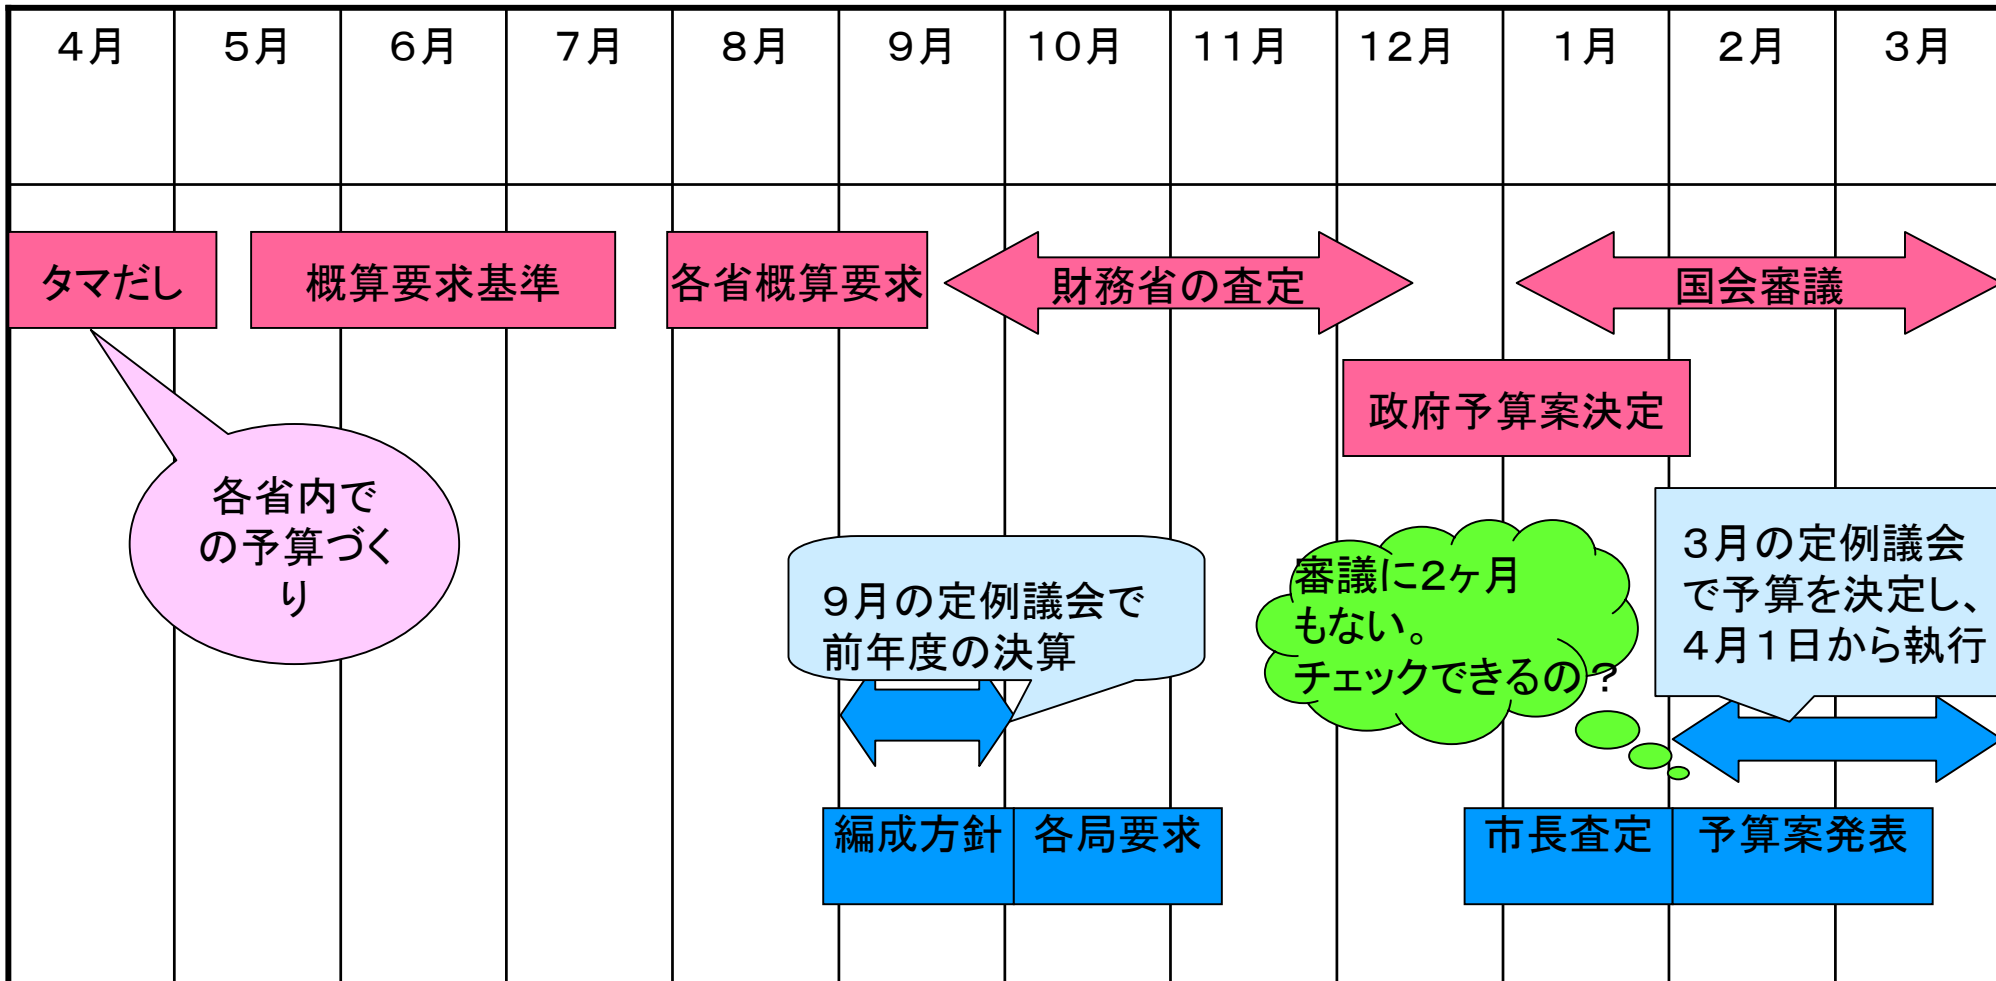 4月 5月 6月 7月 8月 9月 10月 11月 12月 1月 2月 3月
タマだし 概算要求基準 各省概算要求 財務省の査定 国会審議
政府予算案決定
各省内で
の予算づく
り
9月の定例議会で
前年度の決算
審議に2ヶ月
もない。
チェックできるの?
3月の定例議会
で予算を決定し、
4月1日から執行
編成方針 各局要求 市長査定 予算案発表